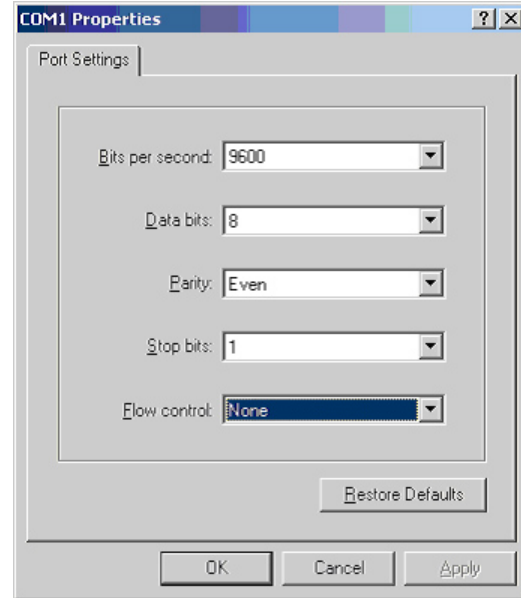 COM1 Properties
Port Settings
Bits per second: 9600
Data bits: 8
Parity: Even
Stop bits: 1
Flow control: None
Restore Defaults
OK Cancel Apply